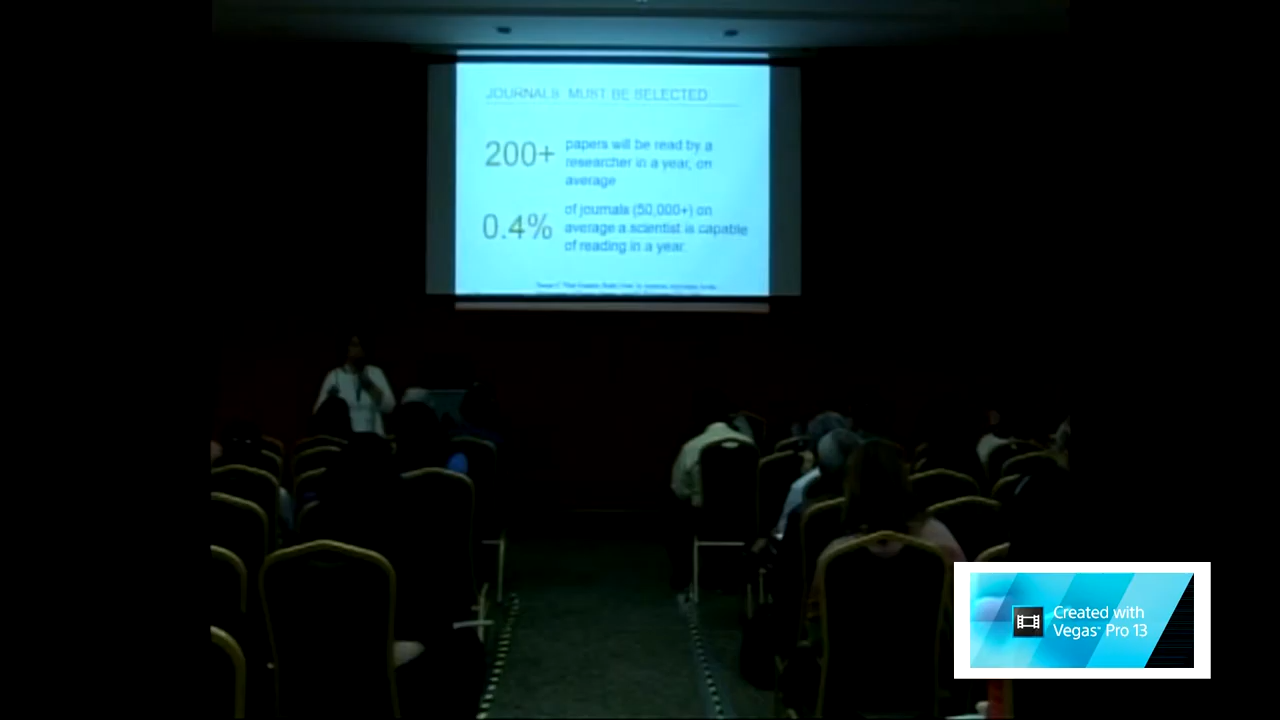 JOURNALS MUST BE SELECTED
200+
papers will be read by a
researcher in a year, on
average
0.4%
of journals (50,000+) on
average a scientist is capable
of reading in a year.
Created with
Vegas™ Pro 13